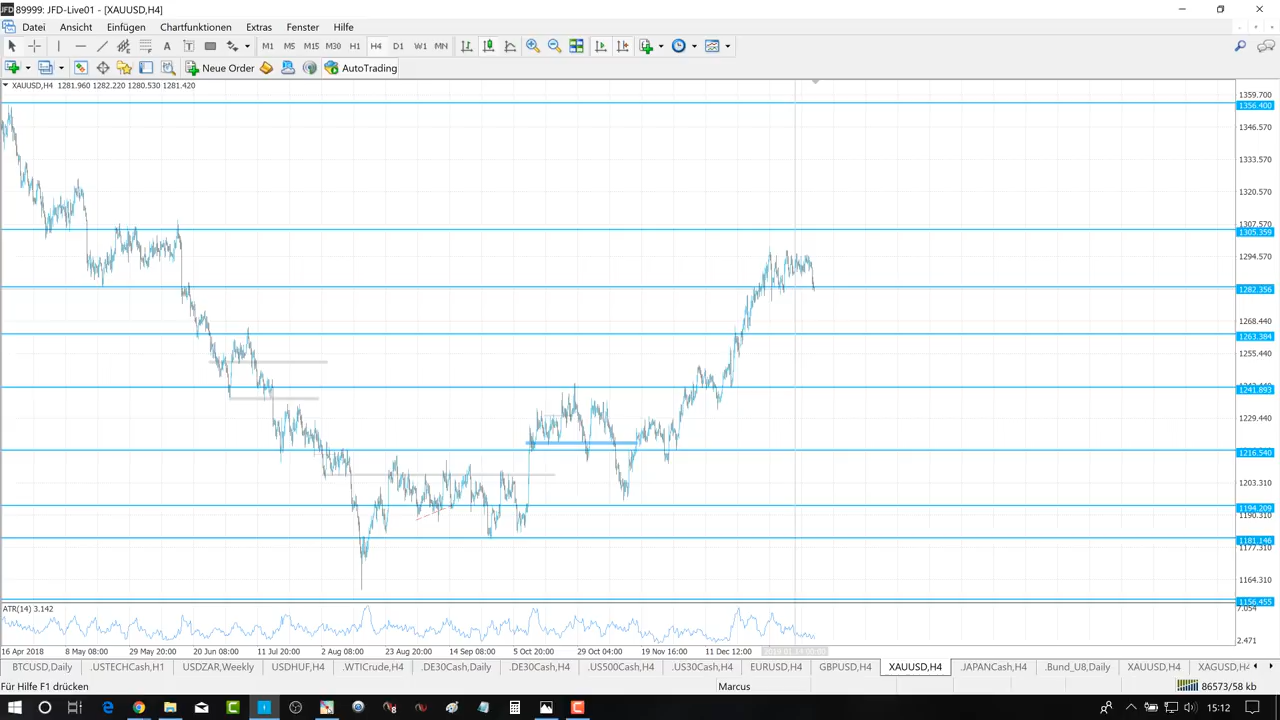 89999: JFD-Live01 - [XAUUSD,H4]
Datei Ansicht Einfügen Chartfunktionen Extras Fenster Hilfe
A T M1 M5 M15 M30 H1 H4 D1 W1 MN
Neue Order AutoTrading
XAUUSD,H4 1281.960 1282.220 1280.530 1281.420
1359.700
1356.400
1346.570
1333.570
1320.570
1307.570
1305.359
1294.570
1282.356
1268.440
1263.384
1255.440
1241.893
1229.440
1216.540
1203.310
1194.209
1190.310
1181.146
1177.310
1164.310
1156.455
ATR(14) 3.142
7.054
2.471
16 Apr 2018 8 May 08:00 29 May 20:00 20 Jun 08:00 11 Jul 20:00 2 Aug 08:00 23 Aug 20:00 14 Sep 08:00 5 Oct 20:00 29 Oct 04:00 19 Nov 16:00 11 Dec 12:00
BTCUSD,Daily .USTECHCash,H1 USDZAR,Weekly USDHUF,H4 .WTICrude,H4 .DE30Cash,Daily .DE30Cash,H4 .US500Cash,H4 .US30Cash,H4 EURUSD,H4 GBPUSD,H4 XAUUSD,H4 .JAPANCash,H4 .Bund_U8,Daily XAUUSD,H4 XAGUSD,H4
Für Hilfe F1 drücken Marcus 86573/58 kb
15:12